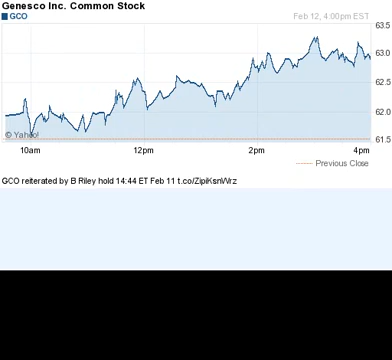 Genesco Inc. Common Stock
GCO
Feb 12, 4:00pm EST
63.5
63.0
62.0
61.5
© Yahoo!
10am 12pm 2pm 4pm
Previous Close
GCO reiterated by B Riley hold 14:44 ET Feb 11 t.co/ZipiKsnWrz